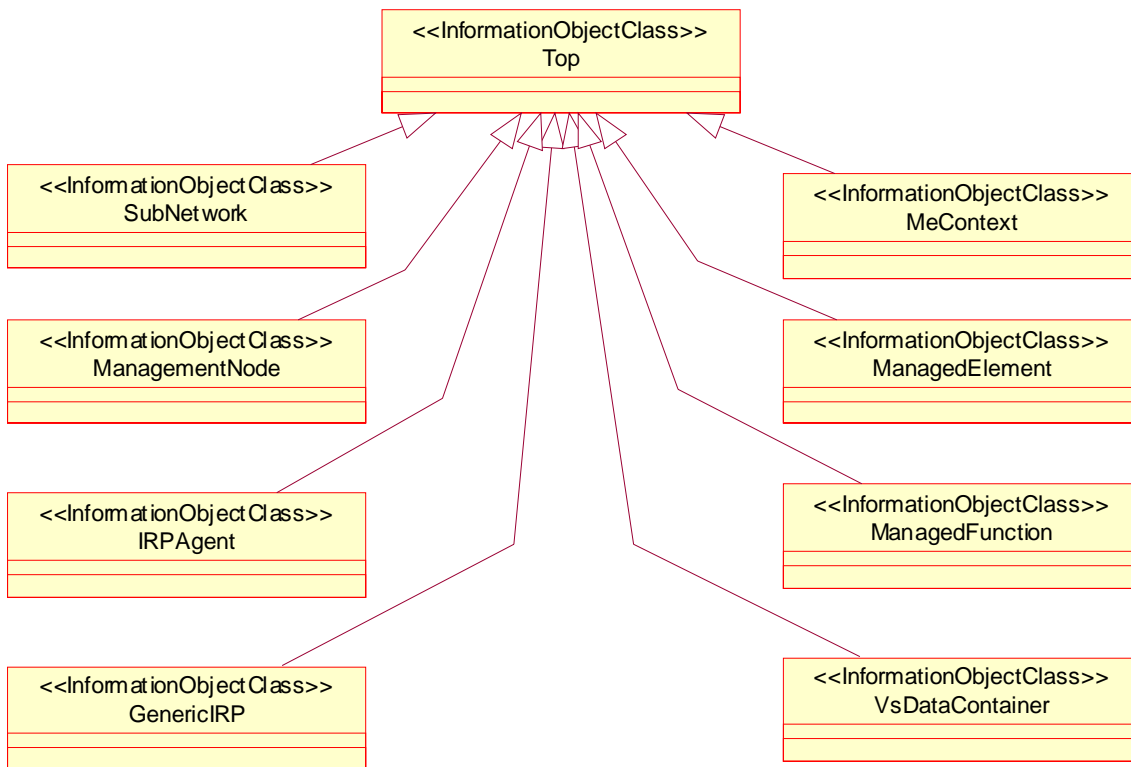 <<InformationObjectClass>>
Top
<<InformationObjectClass>>
SubNetwork
<<InformationObjectClass>>
MeContext
<<InformationObjectClass>>
ManagementNode
<<InformationObjectClass>>
ManagedElement
<<InformationObjectClass>>
IRPAgent
<<InformationObjectClass>>
ManagedFunction
<<InformationObjectClass>>
GenericIRP
<<InformationObjectClass>>
VsDataContainer